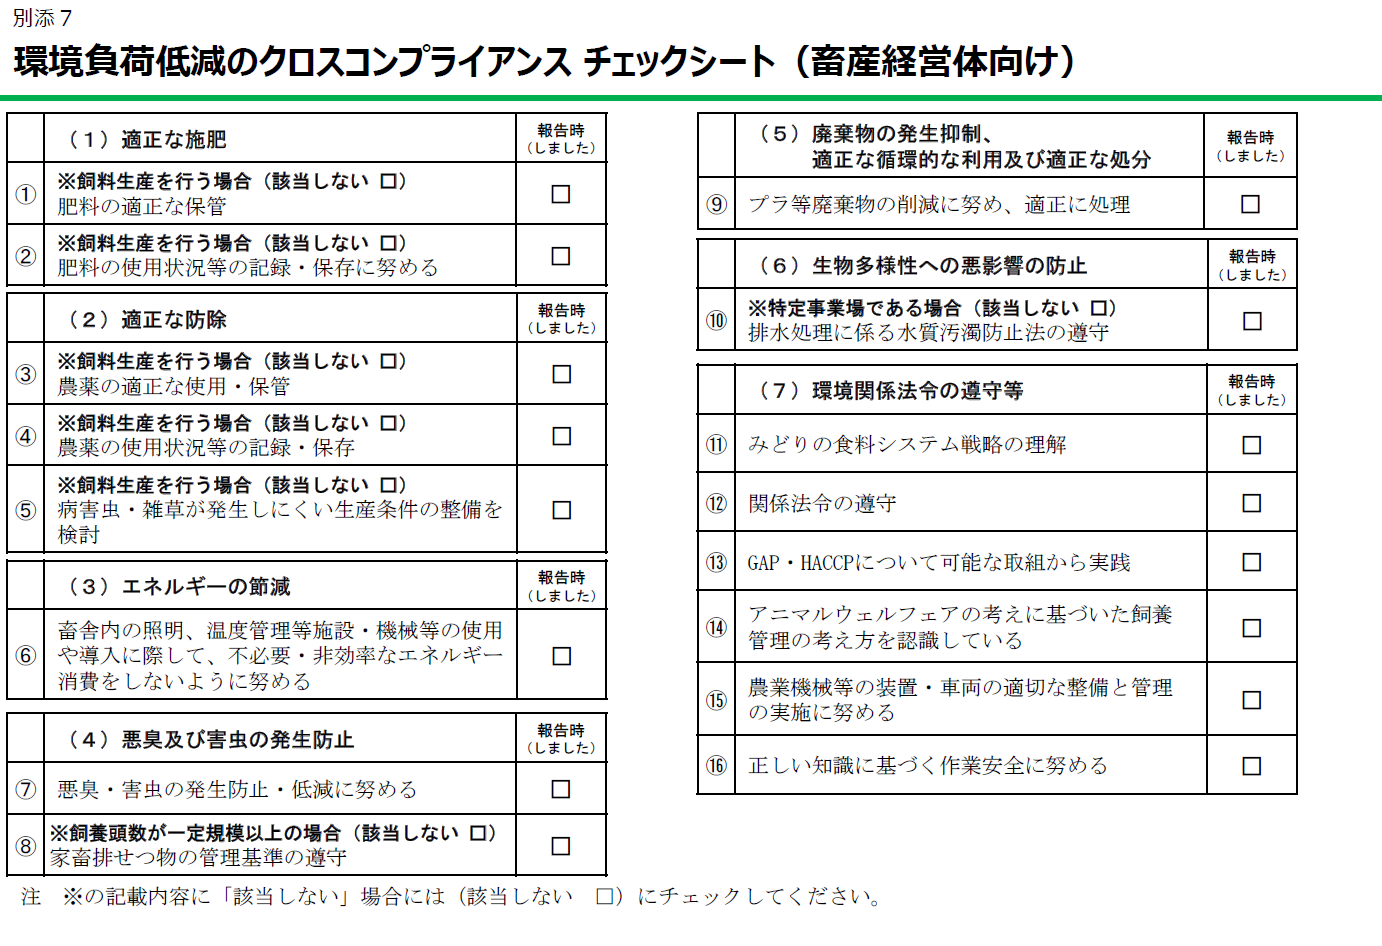 別添７
環境負荷低減のクロスコンプライアンス チェックシート（畜産経営体向け）
（１）適正な施肥
報告時
（しました）
① ※飼料生産を行う場合（該当しない □）
肥料の適正な保管 □
② ※飼料生産を行う場合（該当しない □）
肥料の使用状況等の記録・保存に努める □
（２）適正な防除
報告時
（しました）
③ ※飼料生産を行う場合（該当しない □）
農薬の適正な使用・保管 □
④ ※飼料生産を行う場合（該当しない □）
農薬の使用状況等の記録・保存 □
⑤ ※飼料生産を行う場合（該当しない □）
病害虫・雑草が発生しにくい生産条件の整備を □
検討
（３）エネルギーの節減
報告時
（しました）
畜舎内の照明、温度管理等施設・機械等の使用
⑥ や導入に際して、不必要・非効率なエネルギー □
消費をしないように努める
（４）悪臭及び害虫の発生防止
報告時
（しました）
⑦ 悪臭・害虫の発生防止・低減に努める □
⑧ ※飼養頭数が一定規模以上の場合（該当しない □）
家畜排せつ物の管理基準の遵守 □
（５）廃棄物の発生抑制、
適正な循環的な利用及び適正な処分
報告時
（しました）
⑨ プラ等廃棄物の削減に努め、適正に処理 □
（６）生物多様性への悪影響の防止
報告時
（しました）
⑩ ※特定事業場である場合（該当しない □）
排水処理に係る水質汚濁防止法の遵守 □
（７）環境関係法令の遵守等
報告時
（しました）
⑪ みどりの食料システム戦略の理解 □
⑫ 関係法令の遵守 □
⑬ GAP・HACCPについて可能な取組から実践 □
⑭ アニマルウェルフェアの考えに基づいた飼養
管理の考え方を認識している □
⑮ 農業機械等の装置・車両の適切な整備と管理
の実施に努める □
⑯ 正しい知識に基づく作業安全に努める □
注　※の記載内容に「該当しない」場合には（該当しない　□）にチェックしてください。